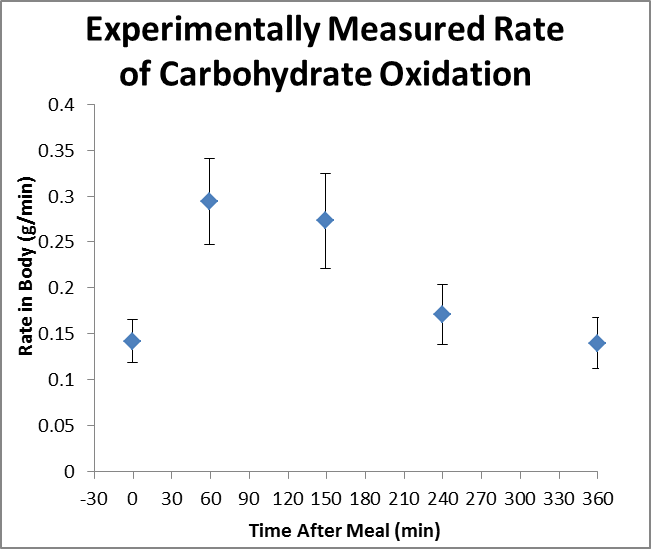 Experimentally Measured Rate
of Carbohydrate Oxidation
0.4
0.35
0.3
0.25
0.2
0.15
0.1
0.05
0
Rate in Body (g/min)
-30 0 30 60 90 120 150 180 210 240 270 300 330 360
Time After Meal (min)